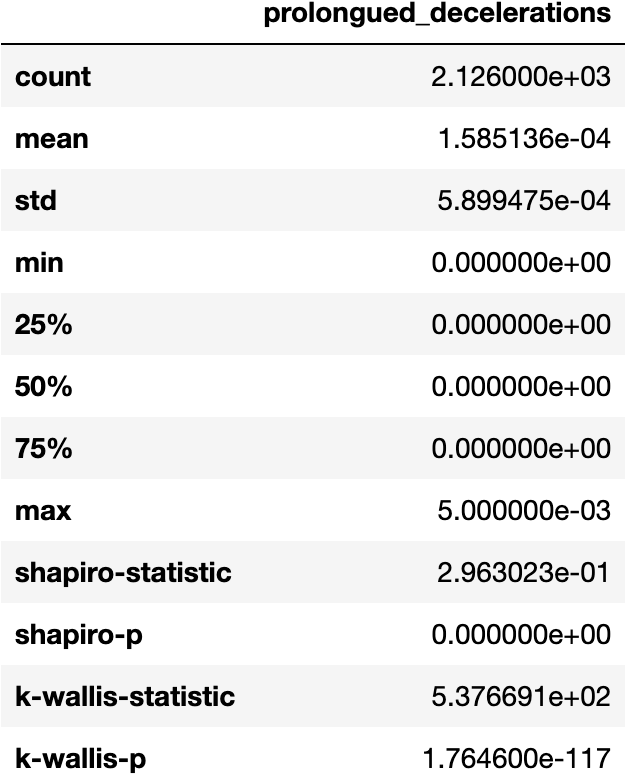 prolongued_decelerations
count 2.126000e+03
mean 1.585136e-04
std 5.899475e-04
min 0.000000e+00
25% 0.000000e+00
50% 0.000000e+00
75% 0.000000e+00
max 5.000000e-03
shapiro-statistic 2.963023e-01
shapiro-p 0.000000e+00
k-wallis-statistic 5.376691e+02
k-wallis-p 1.764600e-117